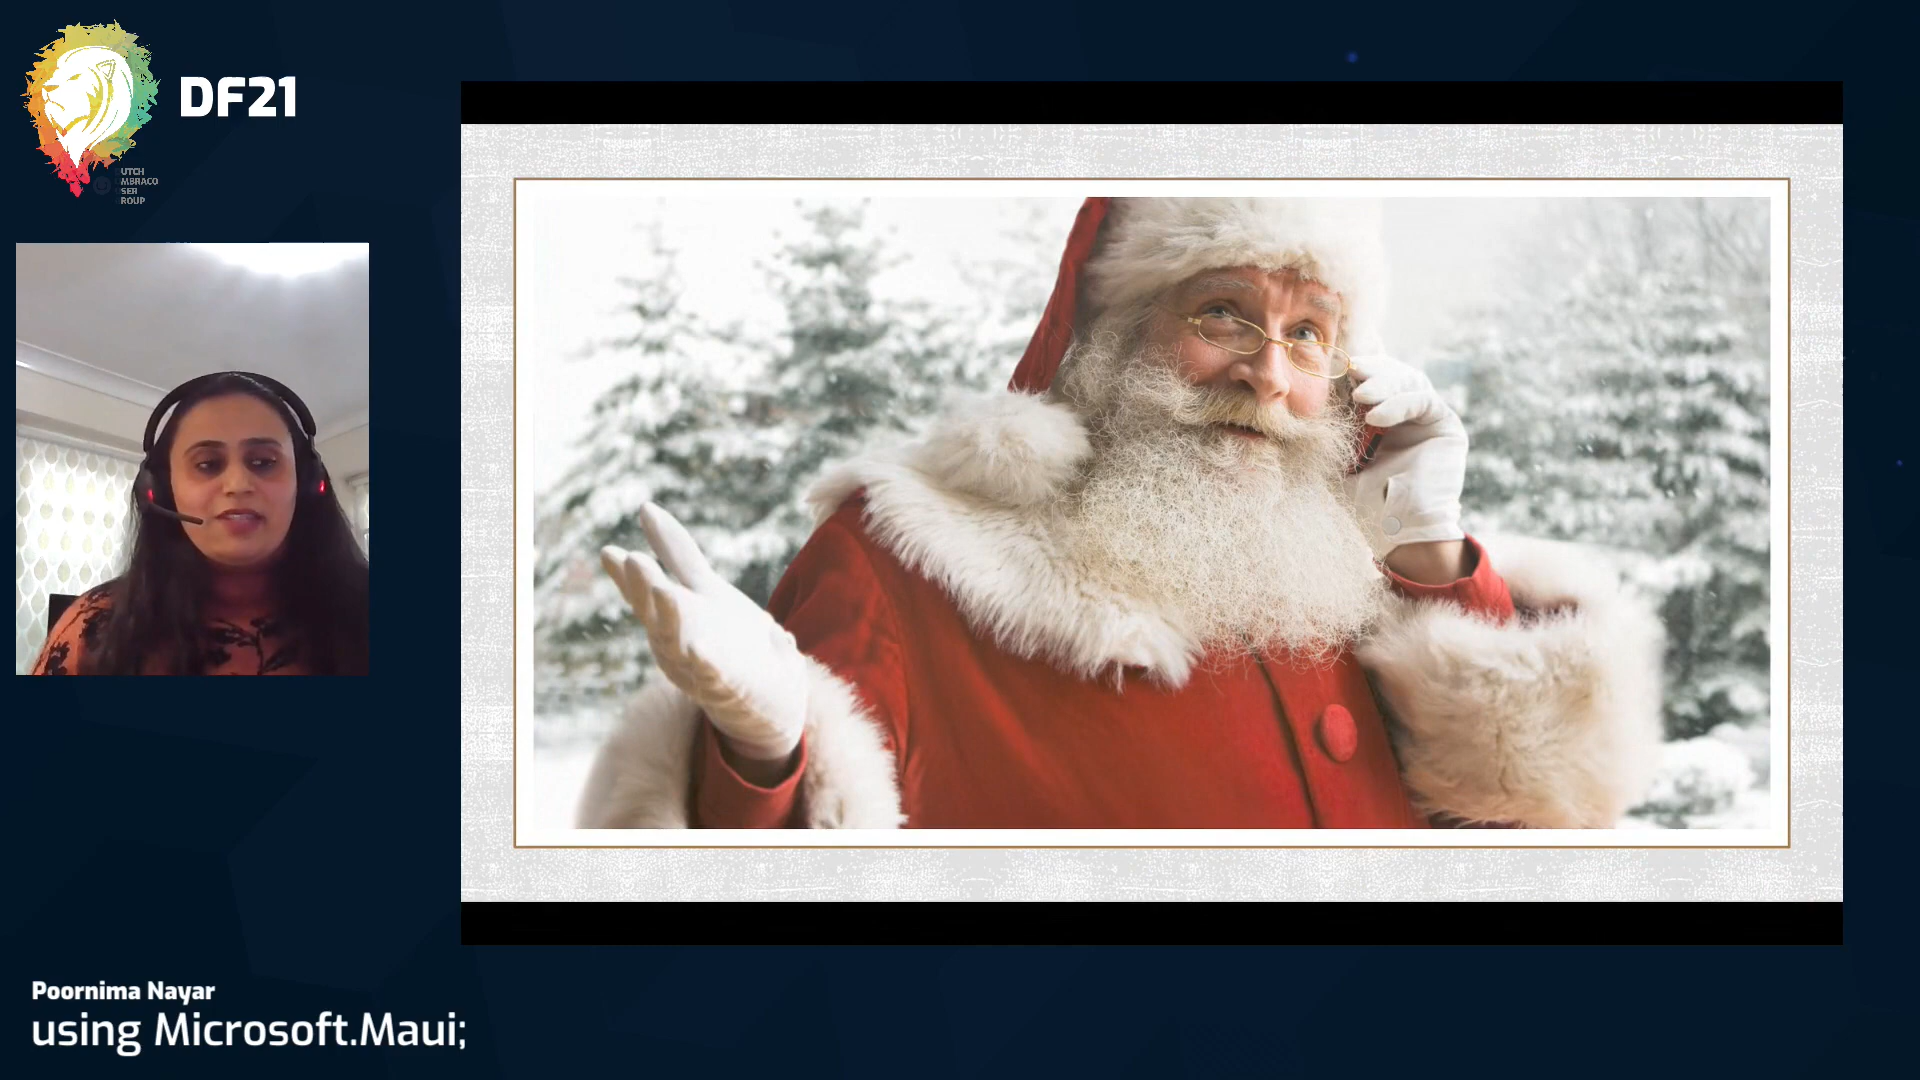 DF21
UTCH
MBRACO
SER
ROUP
Poornima Nayar
using Microsoft.Maui;